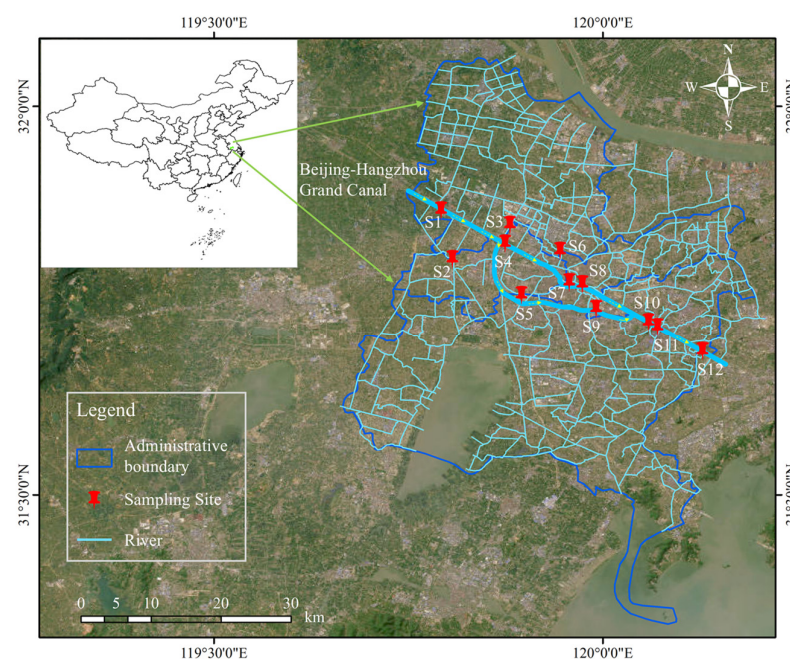 119°30'0"E
120°0'0"E
32°0'0"N
32°0'0"N
N
W
E
S
Beijing-Hangzhou
Grand Canal
S1
S3
S6
S2
S4
S8
S7
S5
S10
S9
S11
S12
Legend
Administrative
boundary
Sampling Site
River
31°30'0"N
31°30'0"N
0 5 10 20 30
km
119°30'0"E
120°0'0"E